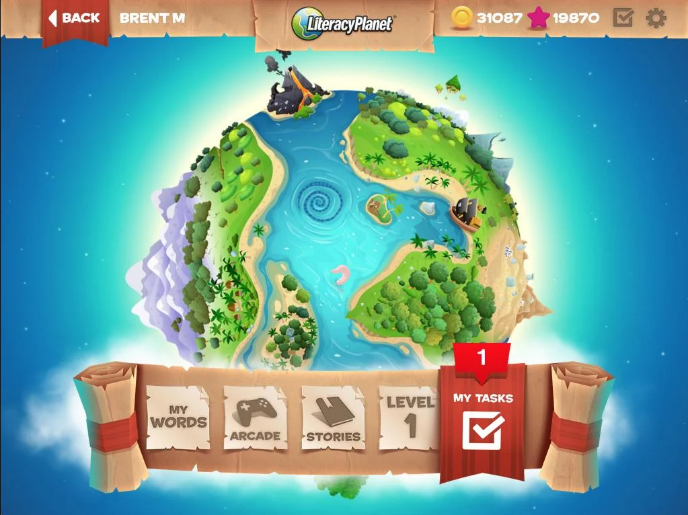 BACK
BRENT M
LiteracyPlanet
31087
19870
1
MY TASKS
MY
WORDS
ARCADE
STORIES
LEVEL
1